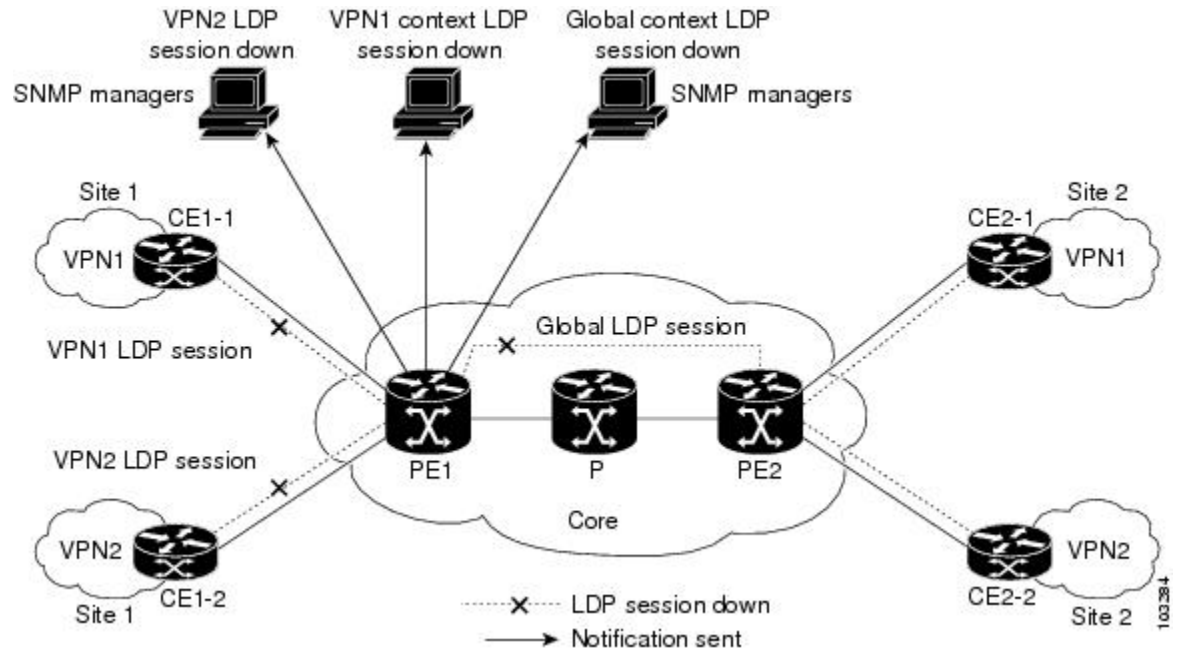 VPN2 LDP
session down
VPN1 context LDP
session down
Global context LDP
session down
SNMP managers
SNMP managers
Site 1
CE1-1
VPN1
CE2-1
Site 2
VPN1
Global LDP session
VPN1 LDP session
VPN2 LDP session
PE1
P
PE2
Core
VPN2
CE1-2
Site 1
VPN2
CE2-2
Site 2
LDP session down
Notification sent
103284